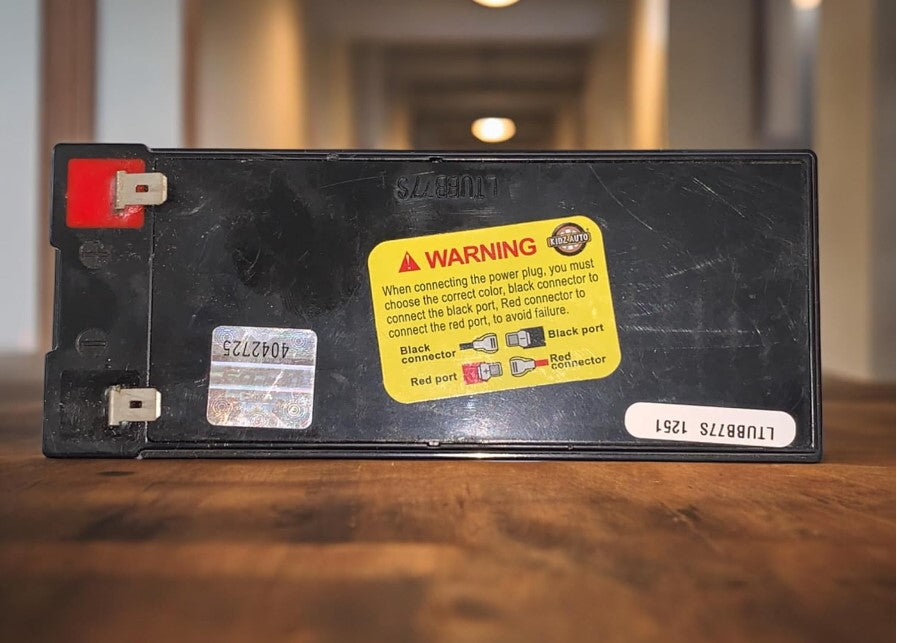 LTUBB77S
WARNING
KIDZ AUTO
When connecting the power plug, you must
choose the correct color, black connector to
connect the black port, Red connector to
connect the red port, to avoid failure.
Black
connector
Black port
Red port
Red
connector
4042725
LTUBB77S 1251